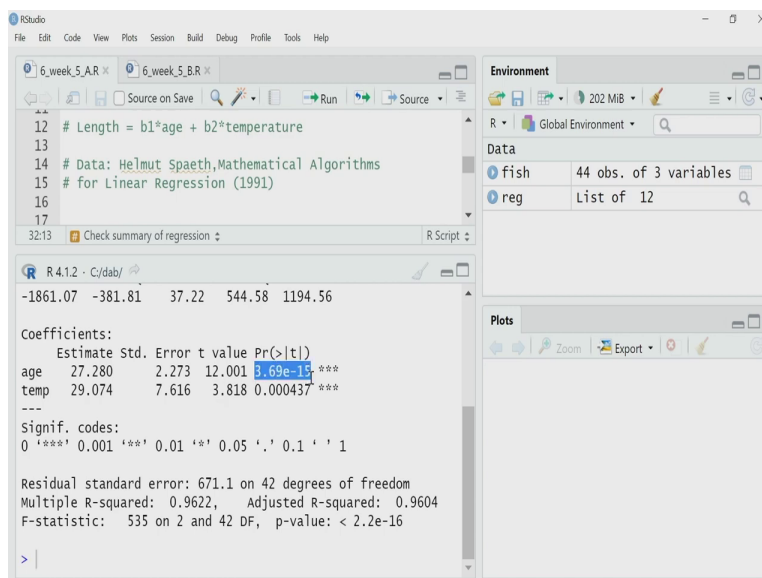 RStudio
File Edit Code View Plots Session Build Debug Profile Tools Help
6_week_5_A.R × 6_week_5_B.R ×
Source on Save Run Source
12 # Length = b1*age + b2*temperature
13
14 # Data: Helmut Spaeth,Mathematical Algorithms
15 # for Linear Regression (1991)
16
17
32:13 # Check summary of regression R Script
R 4.1.2 · C:/dab/
-1861.07 -381.81 37.22 544.58 1194.56
Coefficients:
Estimate Std. Error t value Pr(>|t|)
age 27.280 2.273 12.001 3.69e-15 ***
temp 29.074 7.616 3.818 0.000437 ***
---
Signif. codes:
0 ‘***’ 0.001 ‘**’ 0.01 ‘*’ 0.05 ‘.’ 0.1 ‘ ’ 1
Residual standard error: 671.1 on 42 degrees of freedom
Multiple R-squared: 0.9622, Adjusted R-squared: 0.9604
F-statistic: 535 on 2 and 42 DF, p-value: < 2.2e-16
>
Environment
202 MiB
R Global Environment
Data
fish 44 obs. of 3 variables
reg List of 12
Plots
Zoom Export